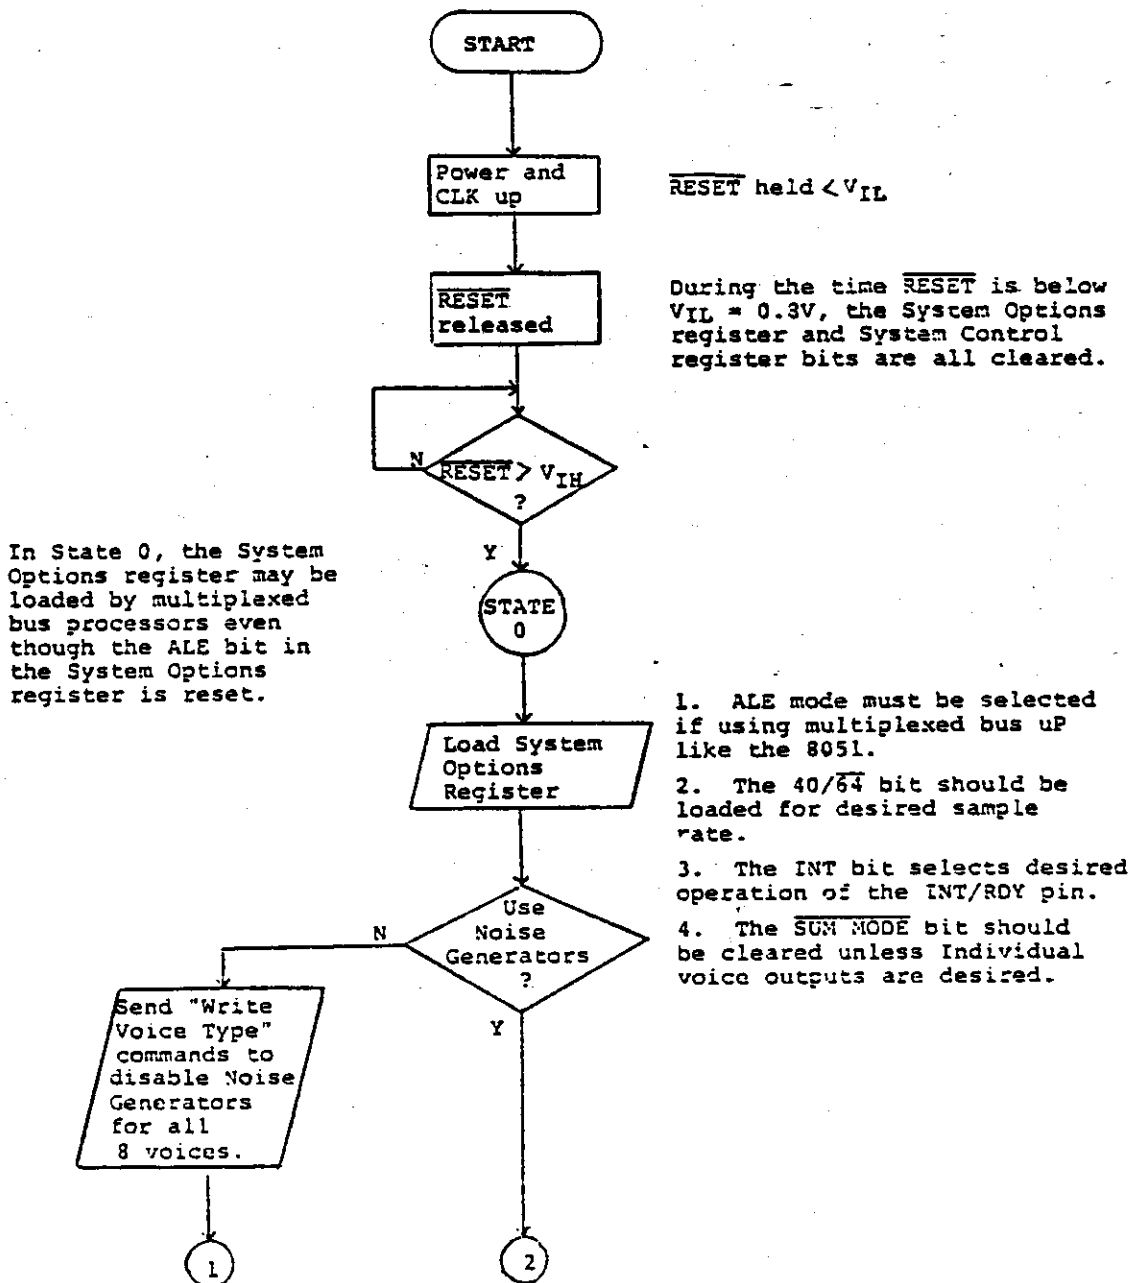 START
Power and
CLK up
RESET held < VIL
RESET
released
During the time RESET is below
VIL = 0.3V, the System Options
register and System Control
register bits are all cleared.
N
RESET > VIH
?
Y
In State 0, the System
Options register may be
loaded by multiplexed
bus processors even
though the ALE bit in
the System Options
register is reset.
STATE
0
Load System
Options
Register
1. ALE mode must be selected
if using multiplexed bus uP
like the 8051.
2. The 40/64 bit should be
loaded for desired sample
rate.
3. The INT bit selects desired
operation of the INT/RDY pin.
4. The SUM MODE bit should
be cleared unless Individual
voice outputs are desired.
Use
Noise
Generators
?
N
Y
Send "Write
Voice Type"
commands to
disable Noise
Generators
for all
8 voices.
1
2